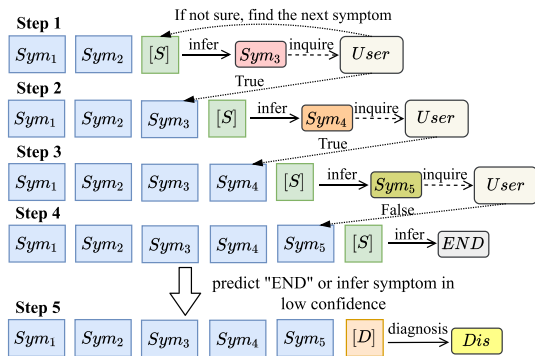 If not sure, find the next symptom
Step 1
Sym₁ Sym₂ [S] infer Sym₃ inquire User
True
Step 2
Sym₁ Sym₂ Sym₃ [S] infer Sym₄ inquire User
True
Step 3
Sym₁ Sym₂ Sym₃ Sym₄ [S] infer Sym₅ inquire User
False
Step 4
Sym₁ Sym₂ Sym₃ Sym₄ Sym₅ [S] infer END
predict "END" or infer symptom in
low confidence
Step 5
Sym₁ Sym₂ Sym₃ Sym₄ Sym₅ [D] diagnosis Dis